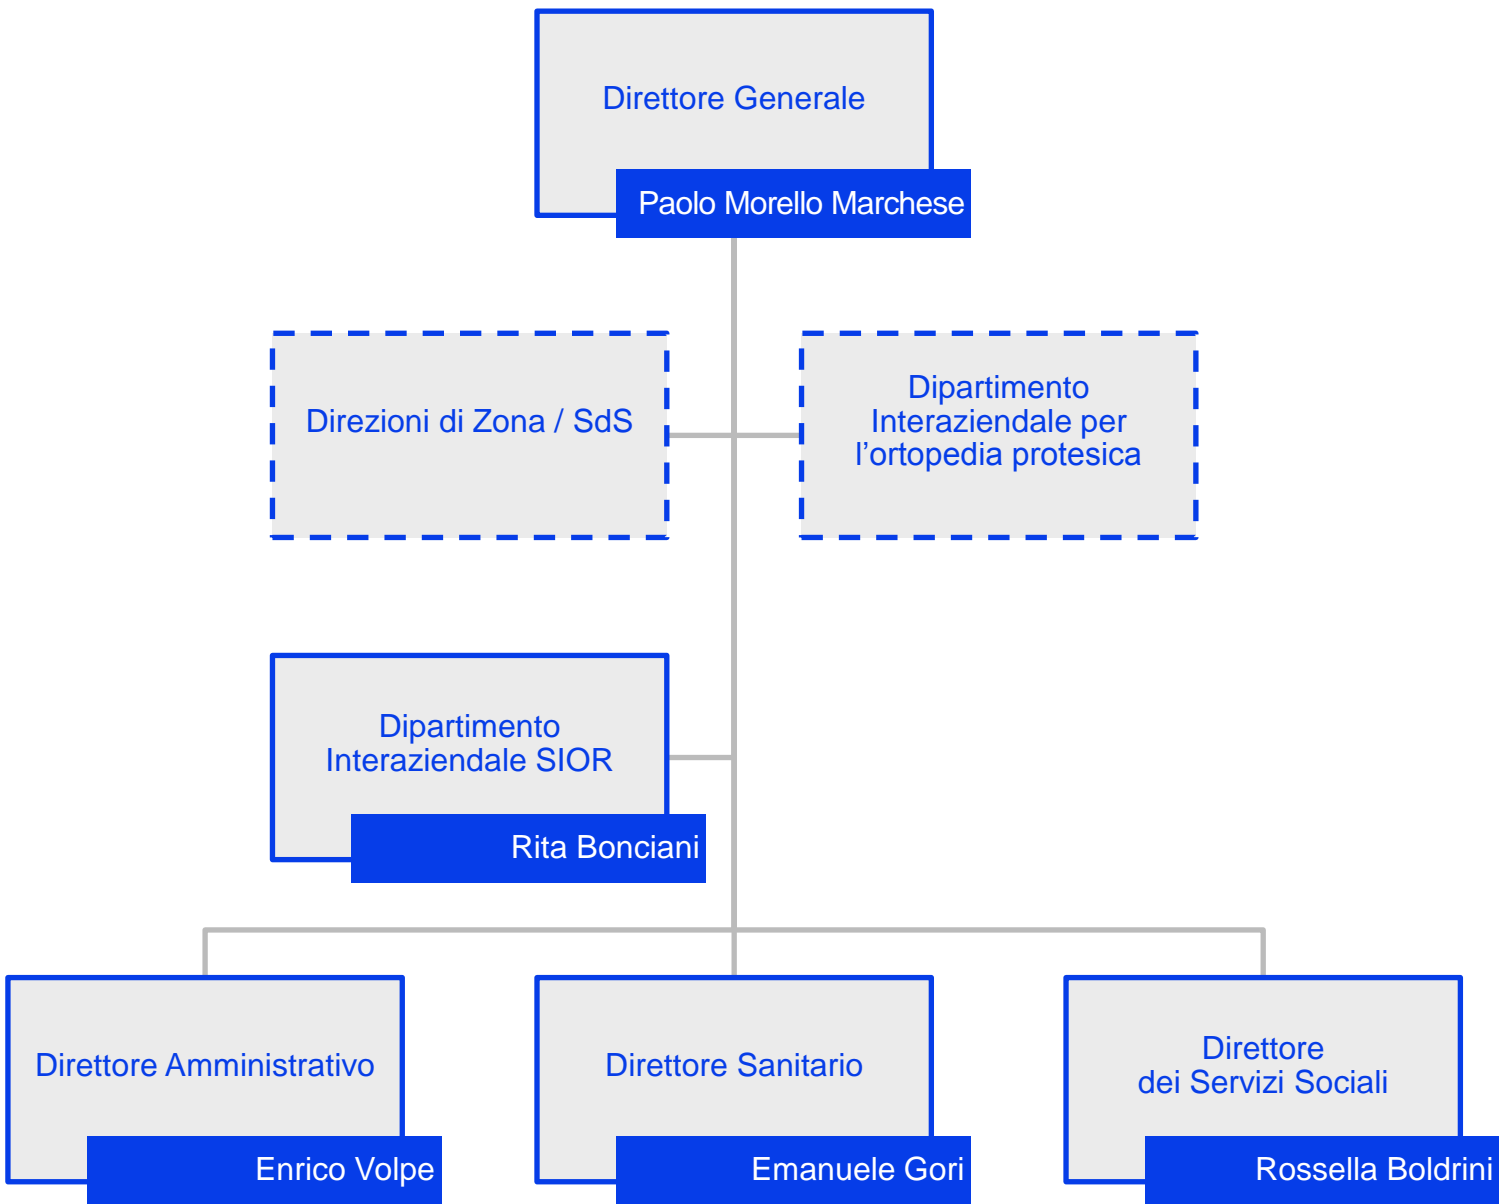 Direttore Generale
Paolo Morello Marchese
Direzioni di Zona / SdS
Dipartimento
Interaziendale per
l’ortopedia protesica
Dipartimento
Interaziendale SIOR
Rita Bonciani
Direttore Amministrativo
Enrico Volpe
Direttore Sanitario
Emanuele Gori
Direttore
dei Servizi Sociali
Rossella Boldrini